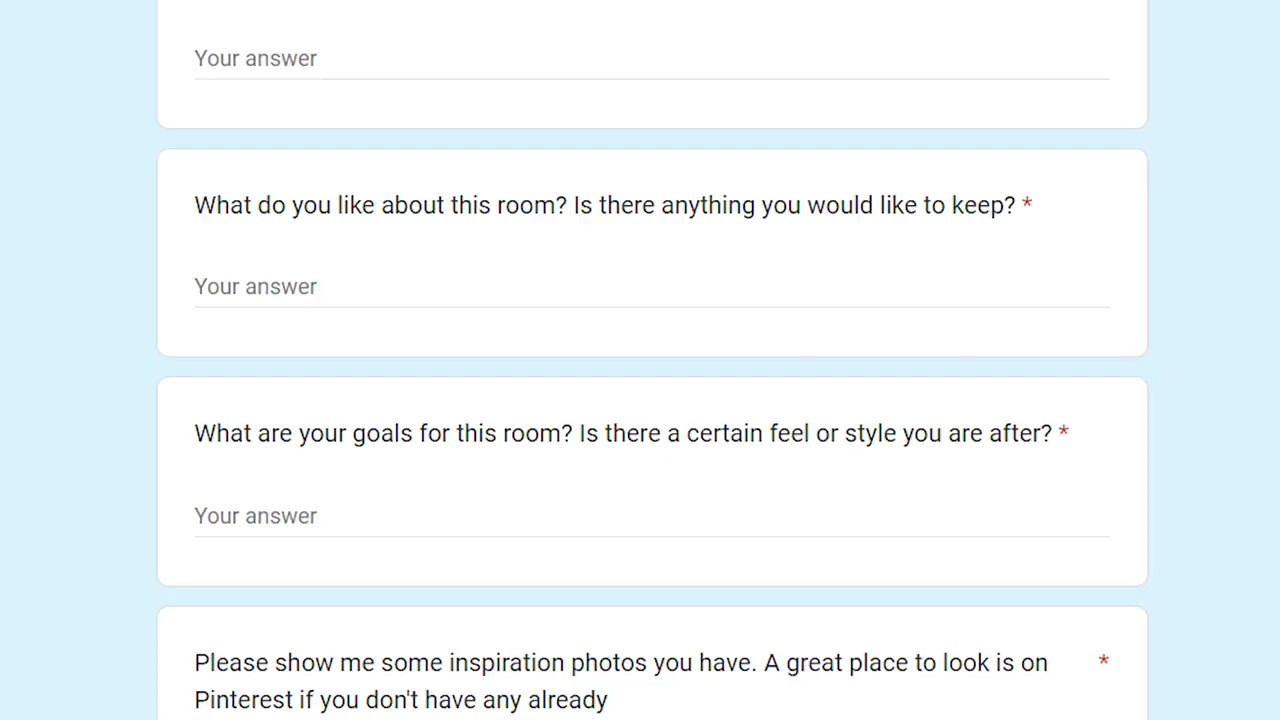 Your answer
What do you like about this room? Is there anything you would like to keep? *
Your answer
What are your goals for this room? Is there a certain feel or style you are after? *
Your answer
Please show me some inspiration photos you have. A great place to look is on *
Pinterest if you don't have any already